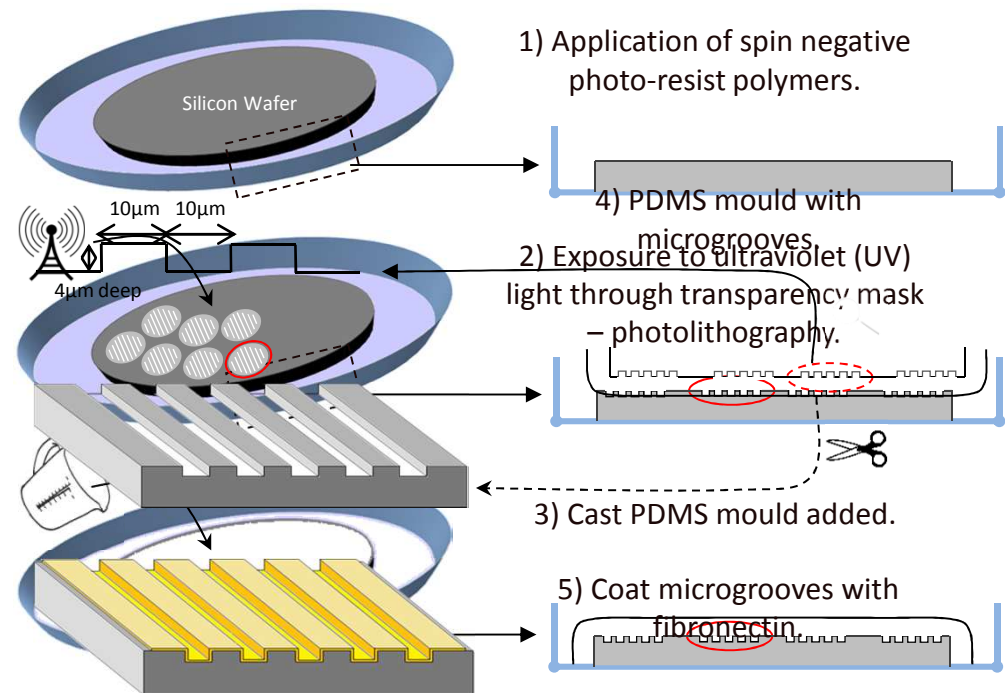 1) Application of spin negative
photo-resist polymers.
Silicon Wafer
4) PDMS mould with
microgrooves.
10µm 10µm
4µm deep
2) Exposure to ultraviolet (UV)
light through transparency mask
– photolithography.
3) Cast PDMS mould added.
5) Coat microgrooves with
fibronectin.